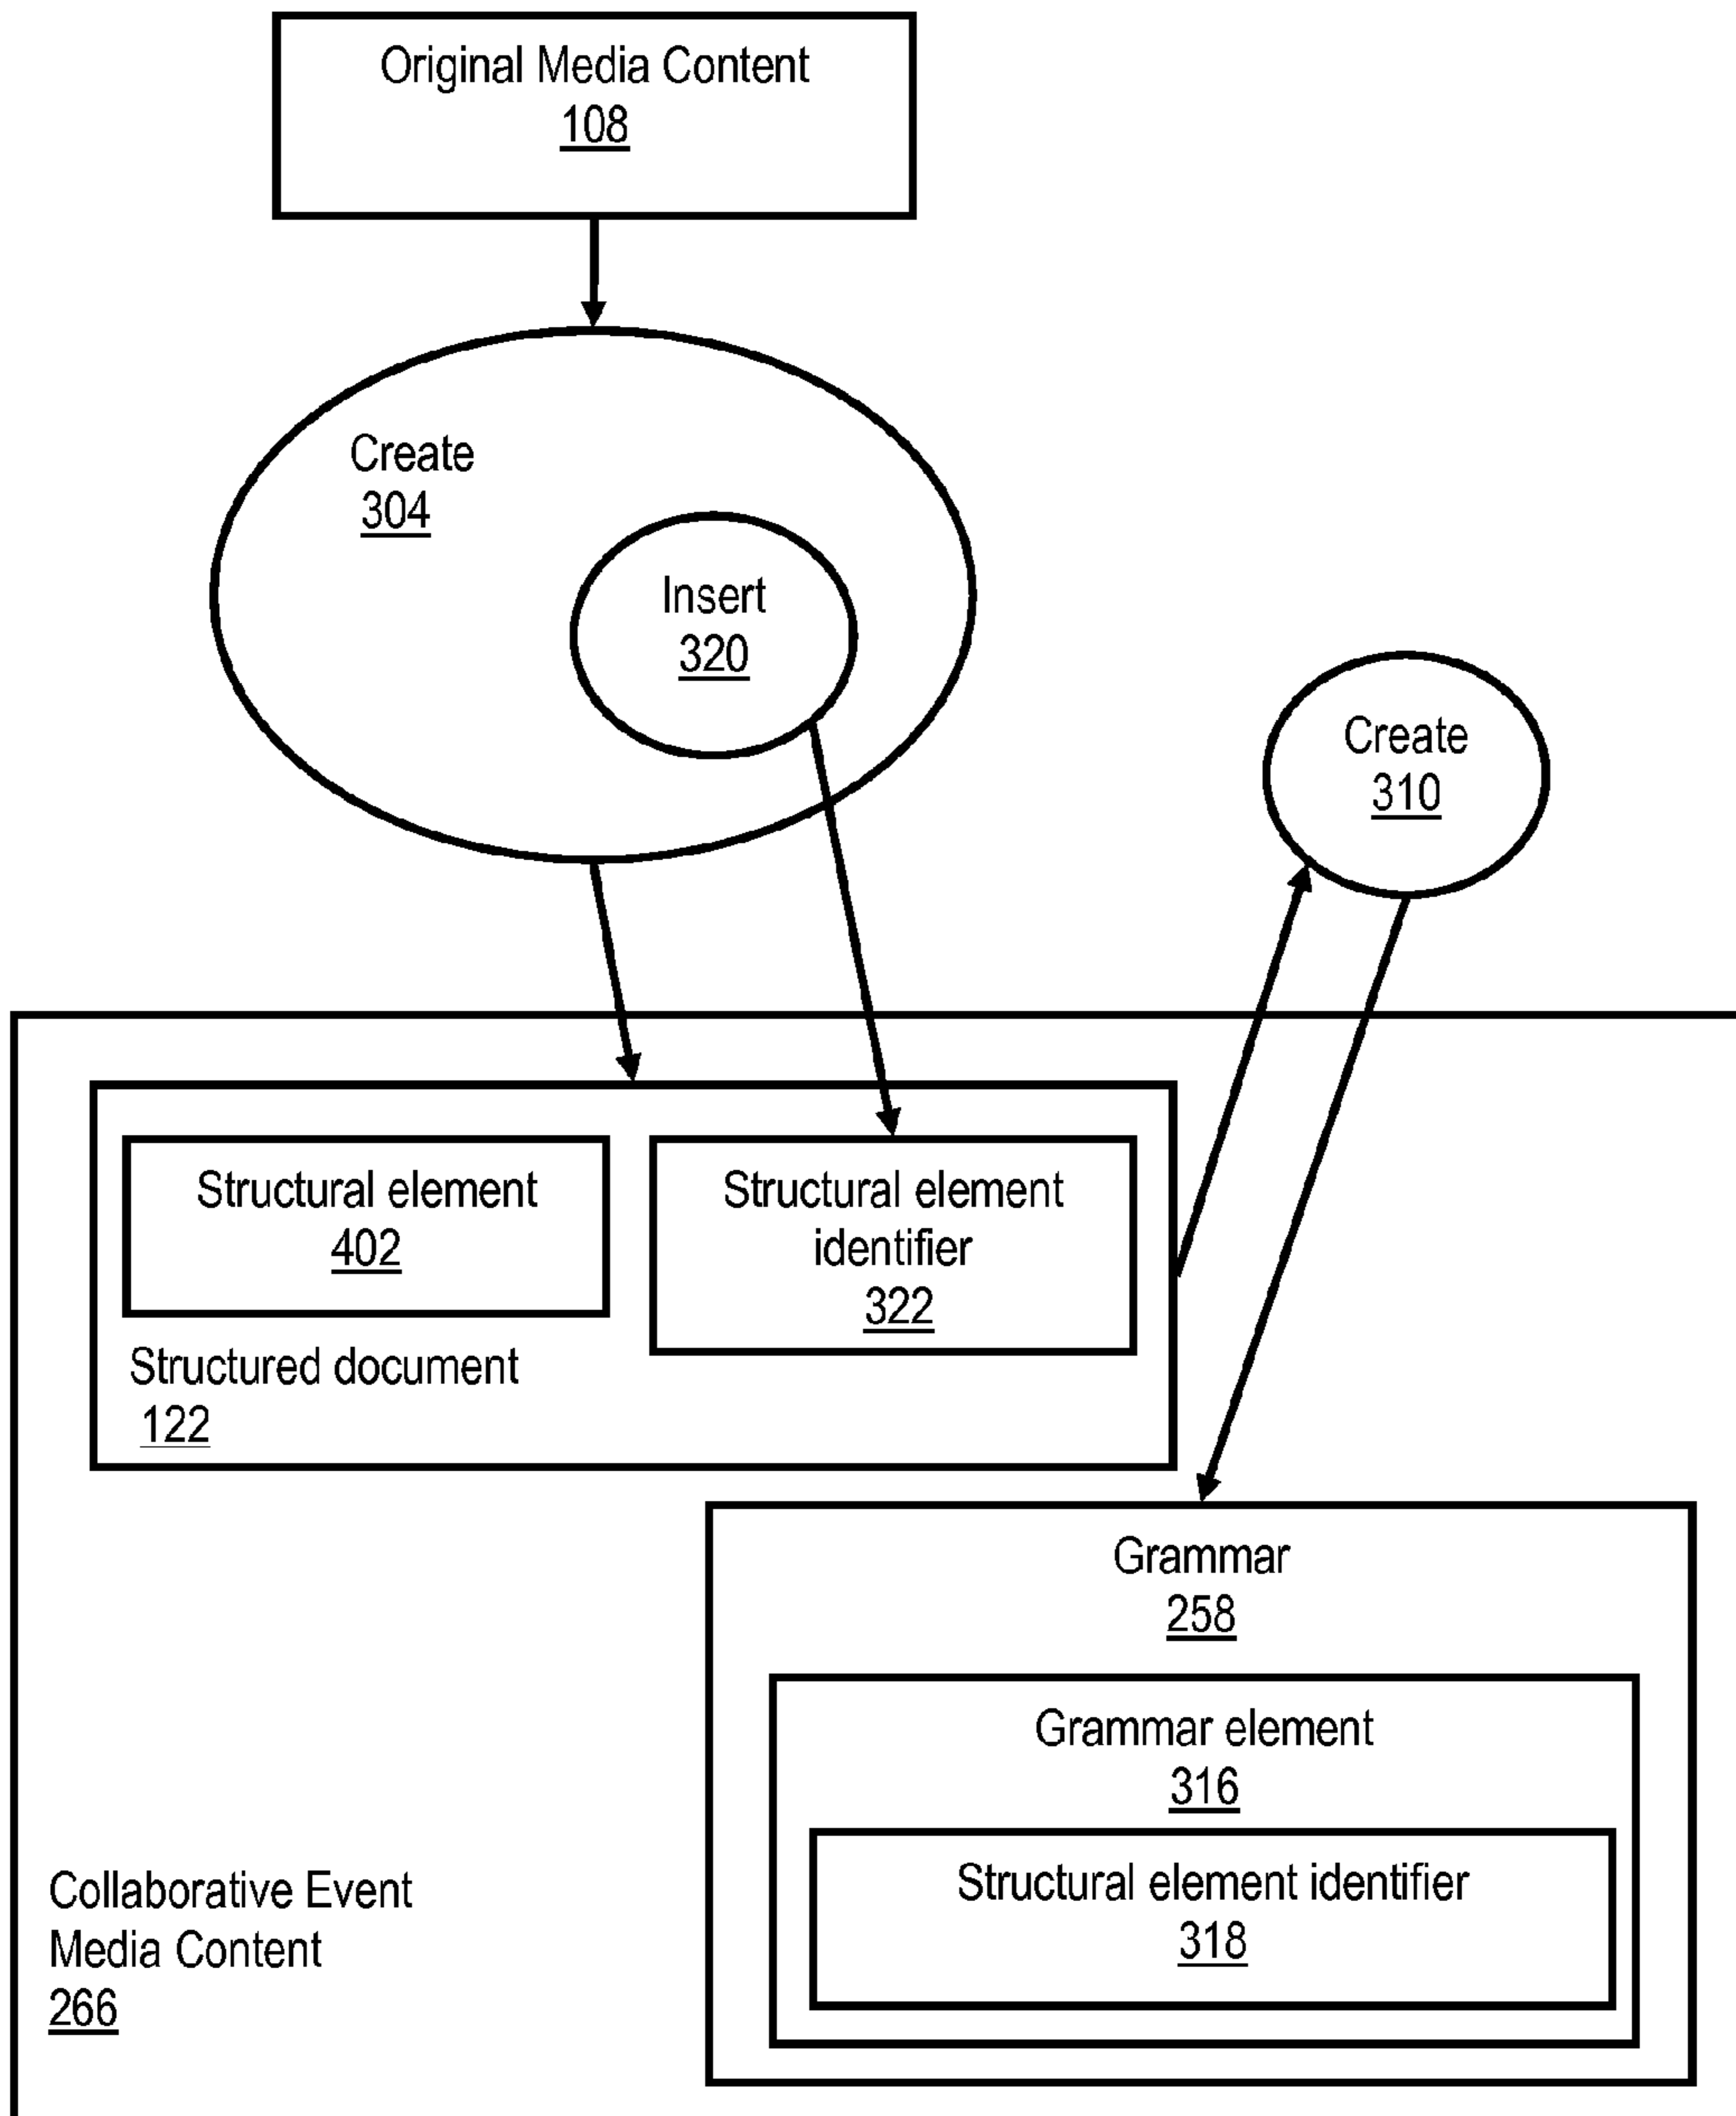 Original Media Content
108
Create
304
Insert
320
Create
310
Structural element
402
Structural element
identifier
322
Structured document
122
Grammar
258
Grammar element
316
Structural element identifier
318
Collaborative Event
Media Content
266